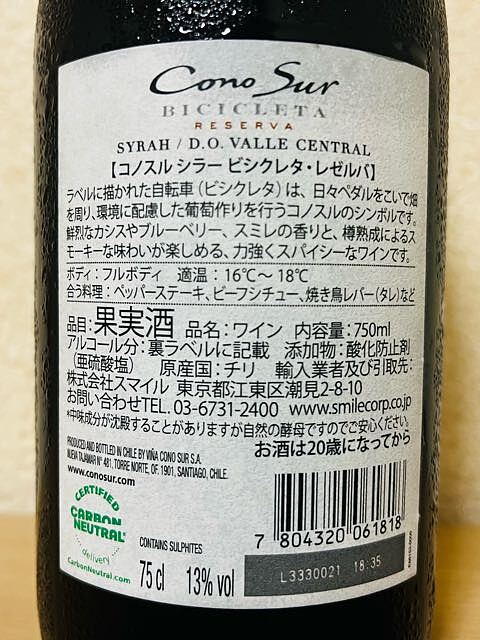 Cono Sur
BICICLETA
RESERVA
SYRAH / D.O. VALLE CENTRAL
【コノスル シラー ビシクレタ・レゼルバ】
ラベルに描かれた自転車（ビシクレタ）は、日々ペダルをこいで畑
を周り、環境に配慮した葡萄作りを行うコノスルのシンボルです。
鮮烈なカシスやブルーベリー、スミレの香りと、樽熟成によるス
モーキーな味わいが楽しめる、力強くスパイシーなワインです。
ボディ：フルボディ 適温：16℃～18℃
合う料理：ペッパーステーキ、ビーフシチュー、焼き鳥レバー（タレ）など
品目：果実酒 品名：ワイン 内容量：750ml
アルコール分：裏ラベルに記載 添加物：酸化防止剤
（亜硫酸塩） 原産国：チリ 輸入業者及び引取先：
株式会社スマイル 東京都江東区潮見2-8-10
お問い合わせTEL. 03-6731-2400 www.smilecorp.co.jp
*中味成分が沈殿することがありますが自然の酵母ですのでご安心ください。
お酒は20歳になってから
PRODUCED AND BOTTLED IN CHILE BY VIÑA CONO SUR S.A.
NUEVA TAJAMAR N° 481, TORRE NORTE, OF. 1901, SANTIAGO, CHILE.
www.conosur.com
CERTIFIED
CARBON
NEUTRAL
delivery
CarbonNeutral.com
CONTAINS SULPHITES
75 cl 13% vol
7 804320 061818
L3330021 18:35